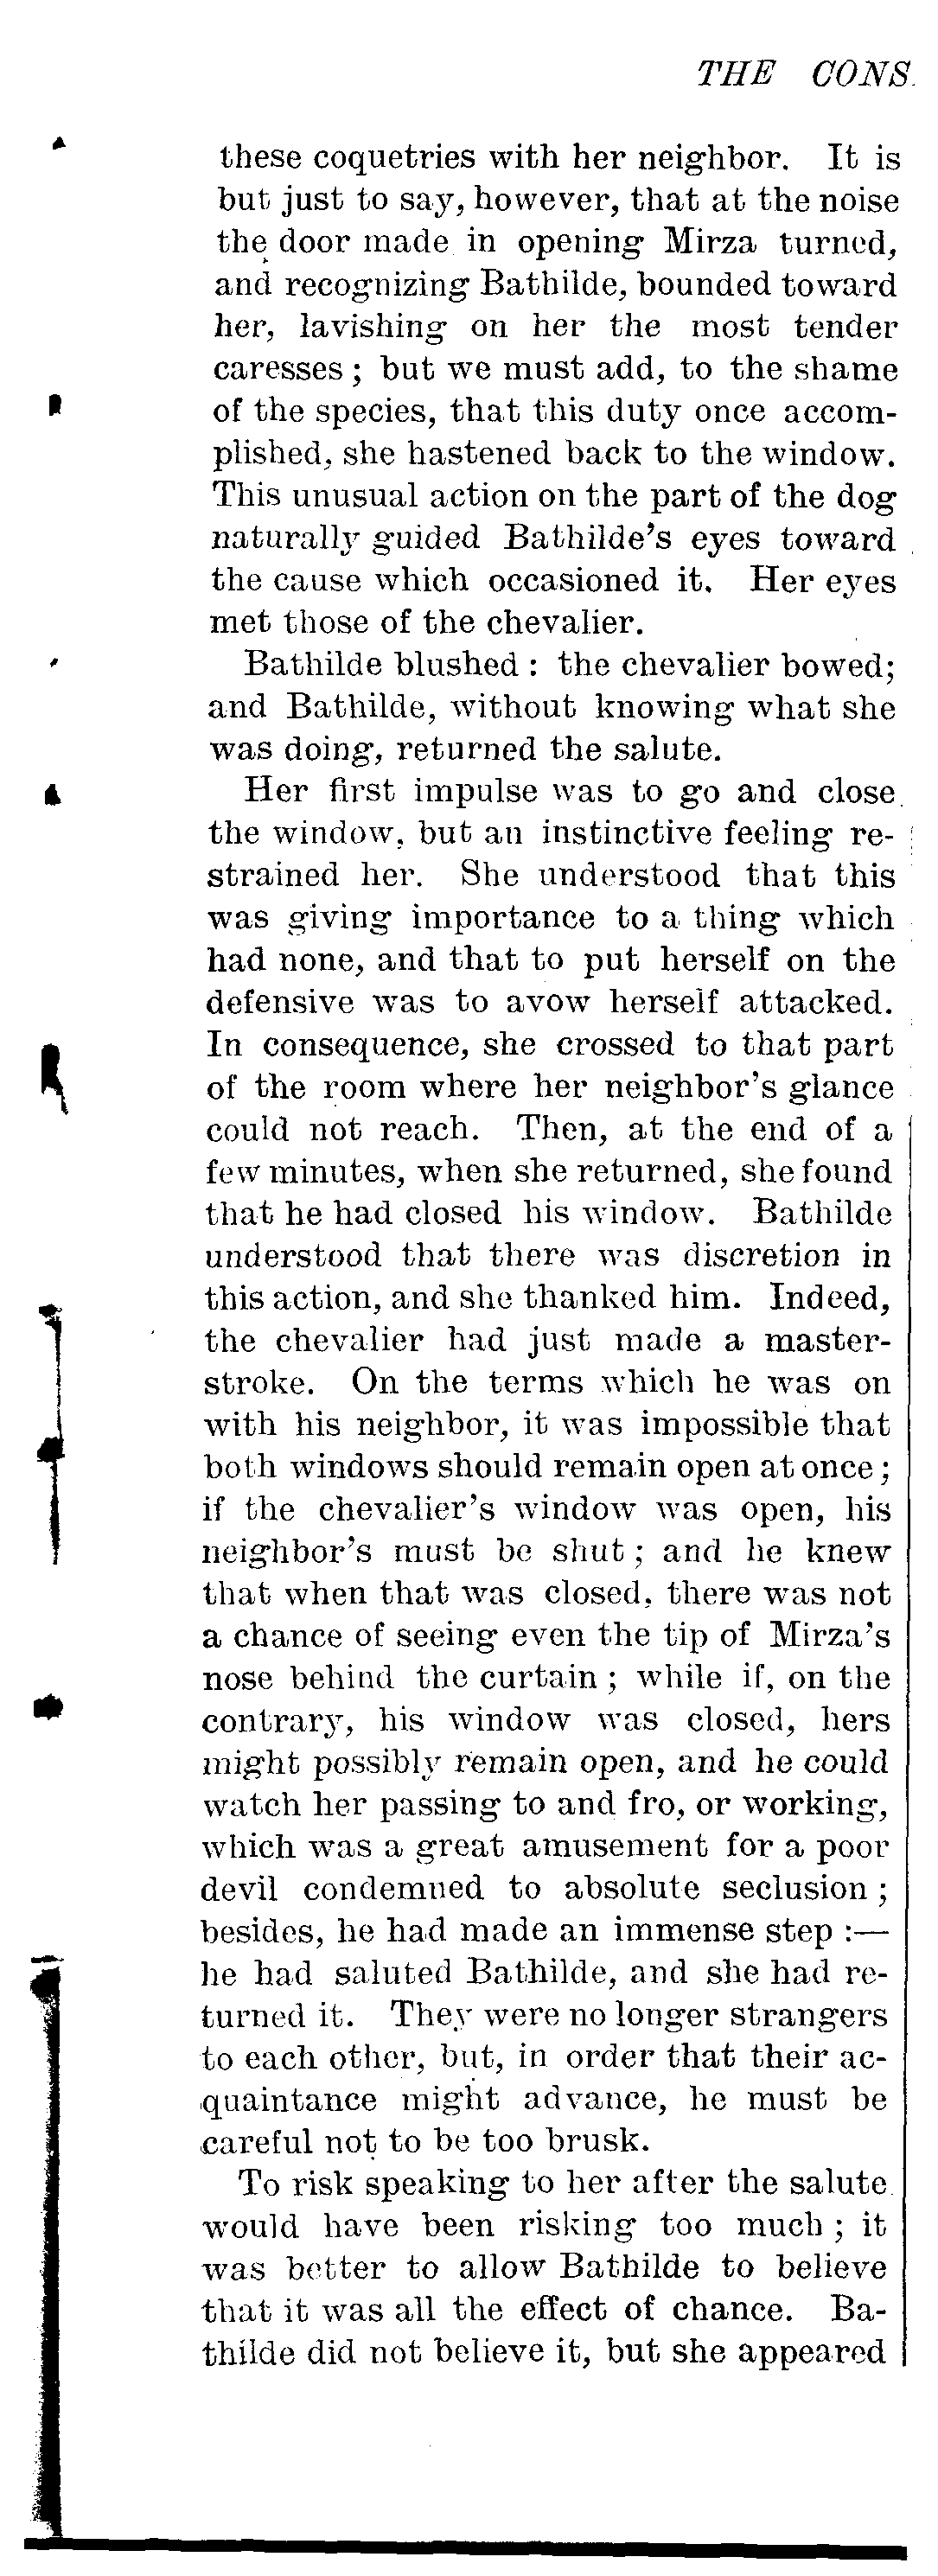 THE CONS
these coquetries with her neighbor. It is
but just to say, however, that at the noise
the door made in opening Mirza turned,
and recognizing Bathilde, bounded toward
her, lavishing on her the most tender
caresses; but we must add, to the shame
of the species, that this duty once accom-
plished, she hastened back to the window.
This unusual action on the part of the dog
naturally guided Bathilde's eyes toward
the cause which occasioned it. Her eyes
met those of the chevalier.
Bathilde blushed: the chevalier bowed;
and Bathilde, without knowing what she
was doing, returned the salute.
Her first impulse was to go and close
the window, but an instinctive feeling re-
strained her. She understood that this
was giving importance to a thing which
had none, and that to put herself on the
defensive was to avow herself attacked.
In consequence, she crossed to that part
of the room where her neighbor's glance
could not reach. Then, at the end of a
few minutes, when she returned, she found
that he had closed his window. Bathilde
understood that there was discretion in
this action, and she thanked him. Indeed,
the chevalier had just made a master-
stroke. On the terms which he was on
with his neighbor, it was impossible that
both windows should remain open at once;
if the chevalier's window was open, his
neighbor's must be shut; and he knew
that when that was closed, there was not
a chance of seeing even the tip of Mirza's
nose behind the curtain; while if, on the
contrary, his window was closed, hers
might possibly remain open, and he could
watch her passing to and fro, or working,
which was a great amusement for a poor
devil condemned to absolute seclusion;
besides, he had made an immense step:—
he had saluted Bathilde, and she had re-
turned it. They were no longer strangers
to each other, but, in order that their ac-
quaintance might advance, he must be
careful not to be too brusk.
To risk speaking to her after the salute
would have been risking too much; it
was better to allow Bathilde to believe
that it was all the effect of chance. Ba-
thilde did not believe it, but she appeared